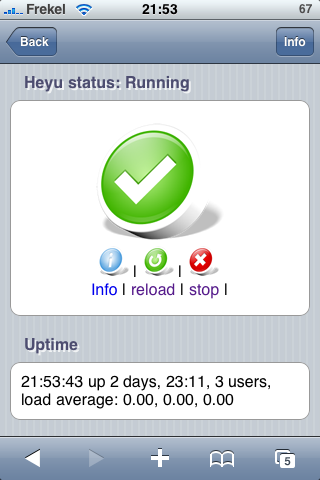 Frekel 21:53 67
Back Info
Heyu status: Running
| |
Info | reload | stop |
Uptime
21:53:43 up 2 days, 23:11, 3 users,
load average: 0.00, 0.00, 0.00
5